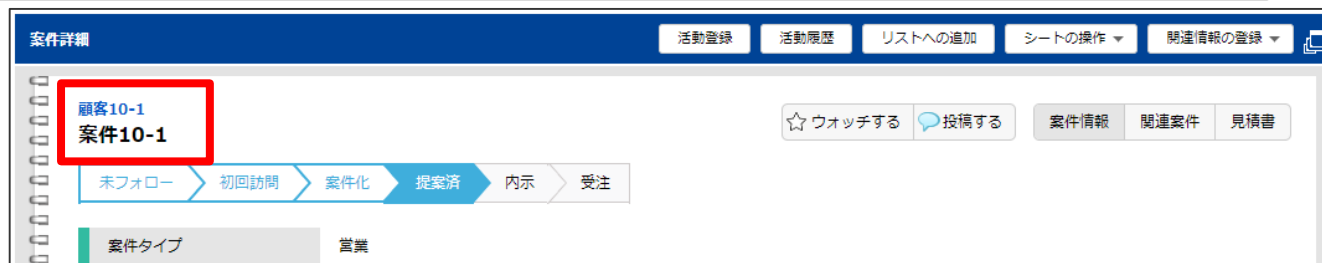 案件詳細 活動登録 活動履歴 リストへの追加 シートの操作 関連情報の登録
顧客10-1
案件10-1
ウォッチする 投稿する 案件情報 関連案件 見積書
未フォロー 初回訪問 案件化 提案済 内示 受注
案件タイプ 営業